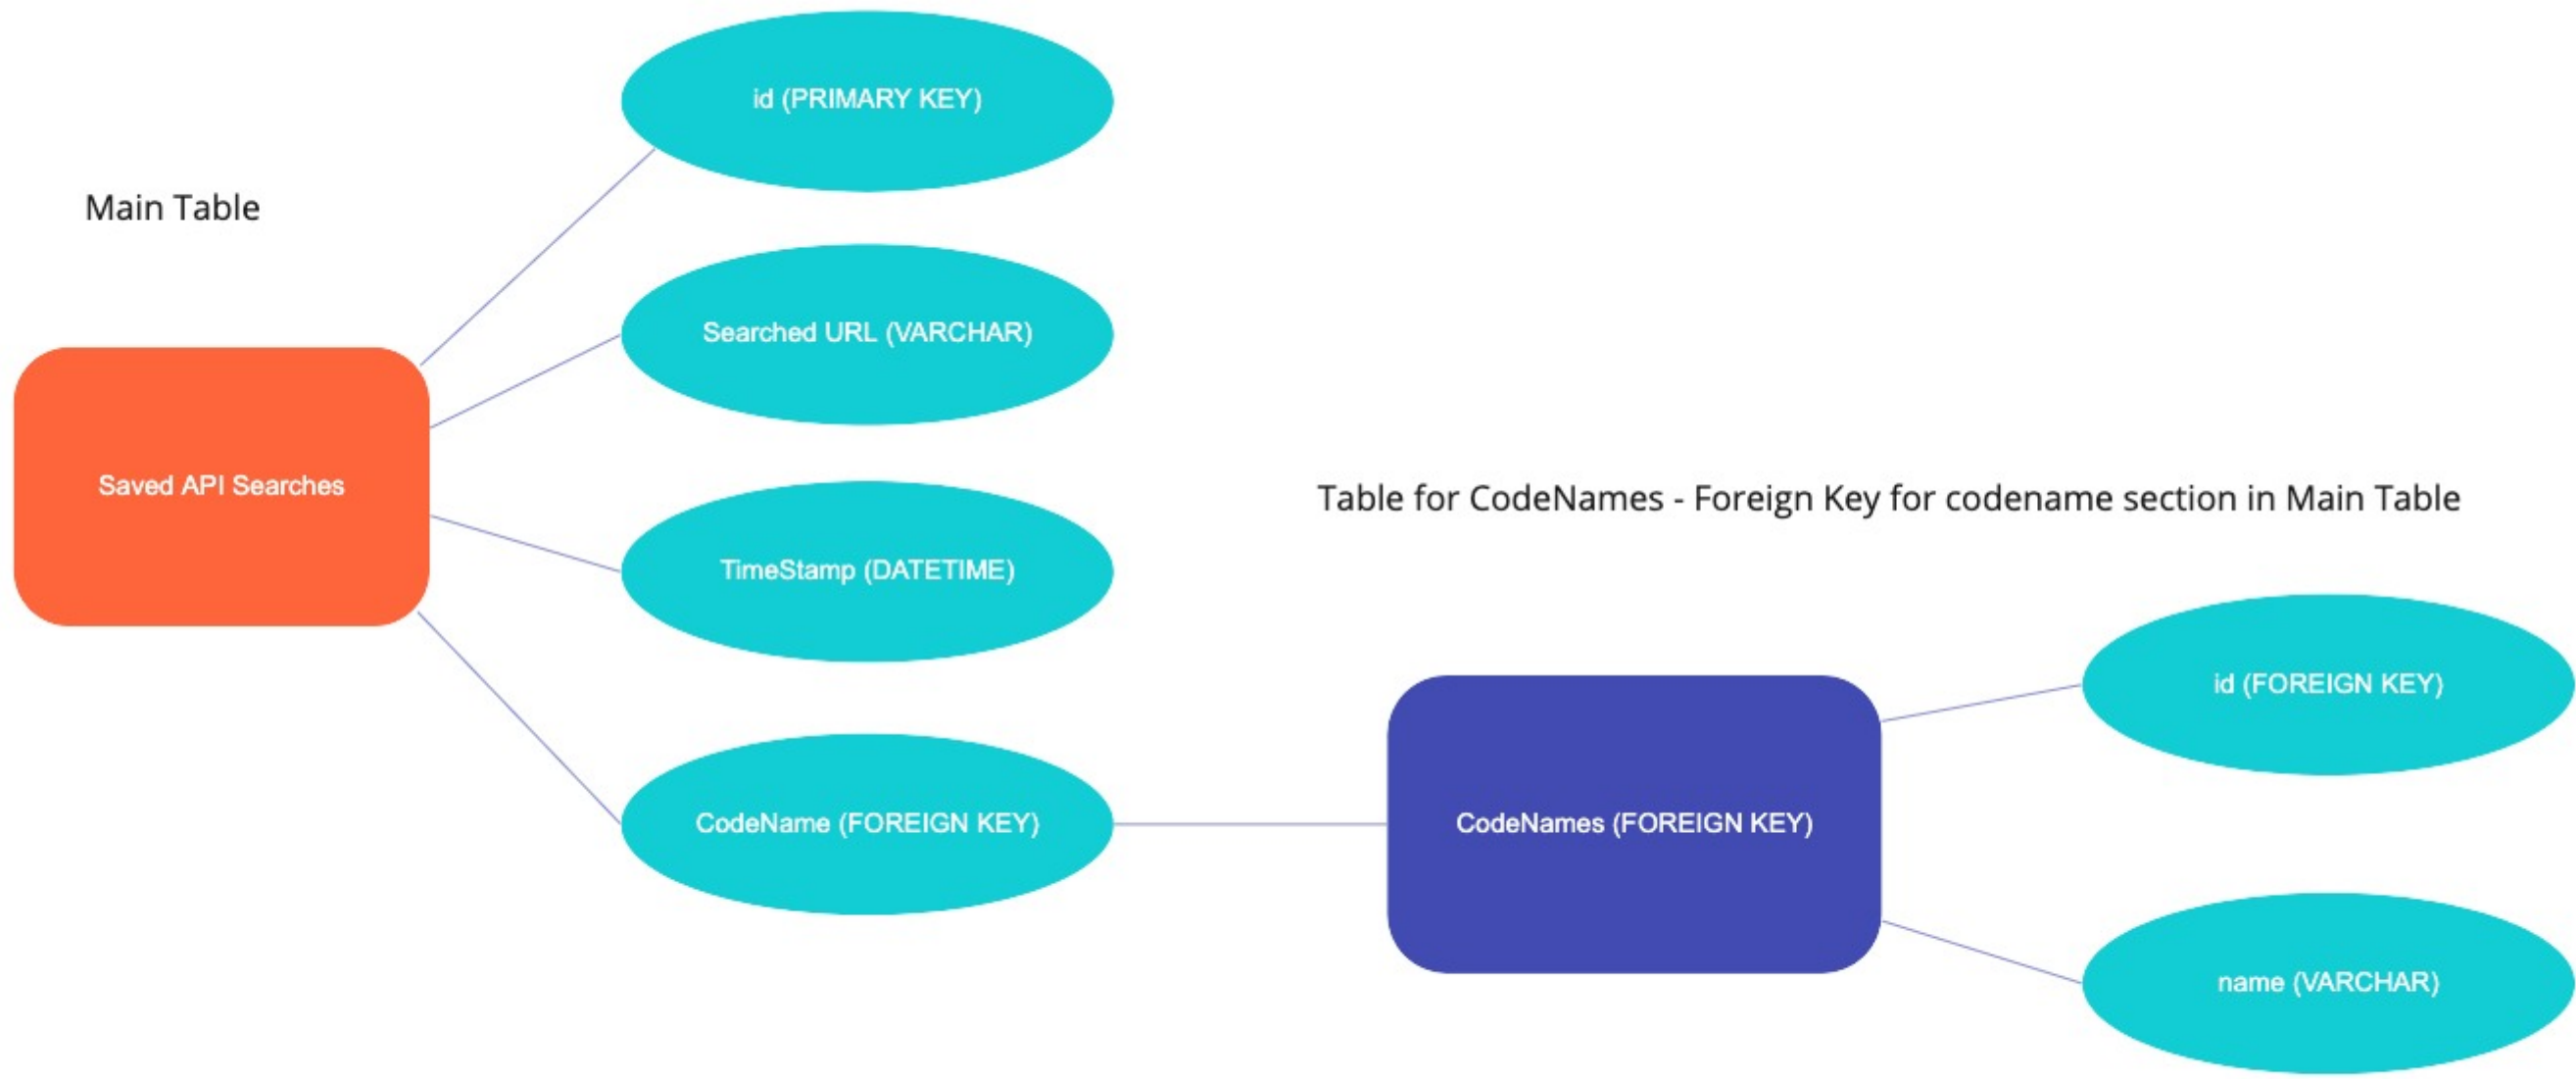 id (PRIMARY KEY)
Main Table
Searched URL (VARCHAR)
Saved API Searches
Table for CodeNames - Foreign Key for codename section in Main Table
TimeStamp (DATETIME)
id (FOREIGN KEY)
CodeName (FOREIGN KEY)
CodeNames (FOREIGN KEY)
name (VARCHAR)